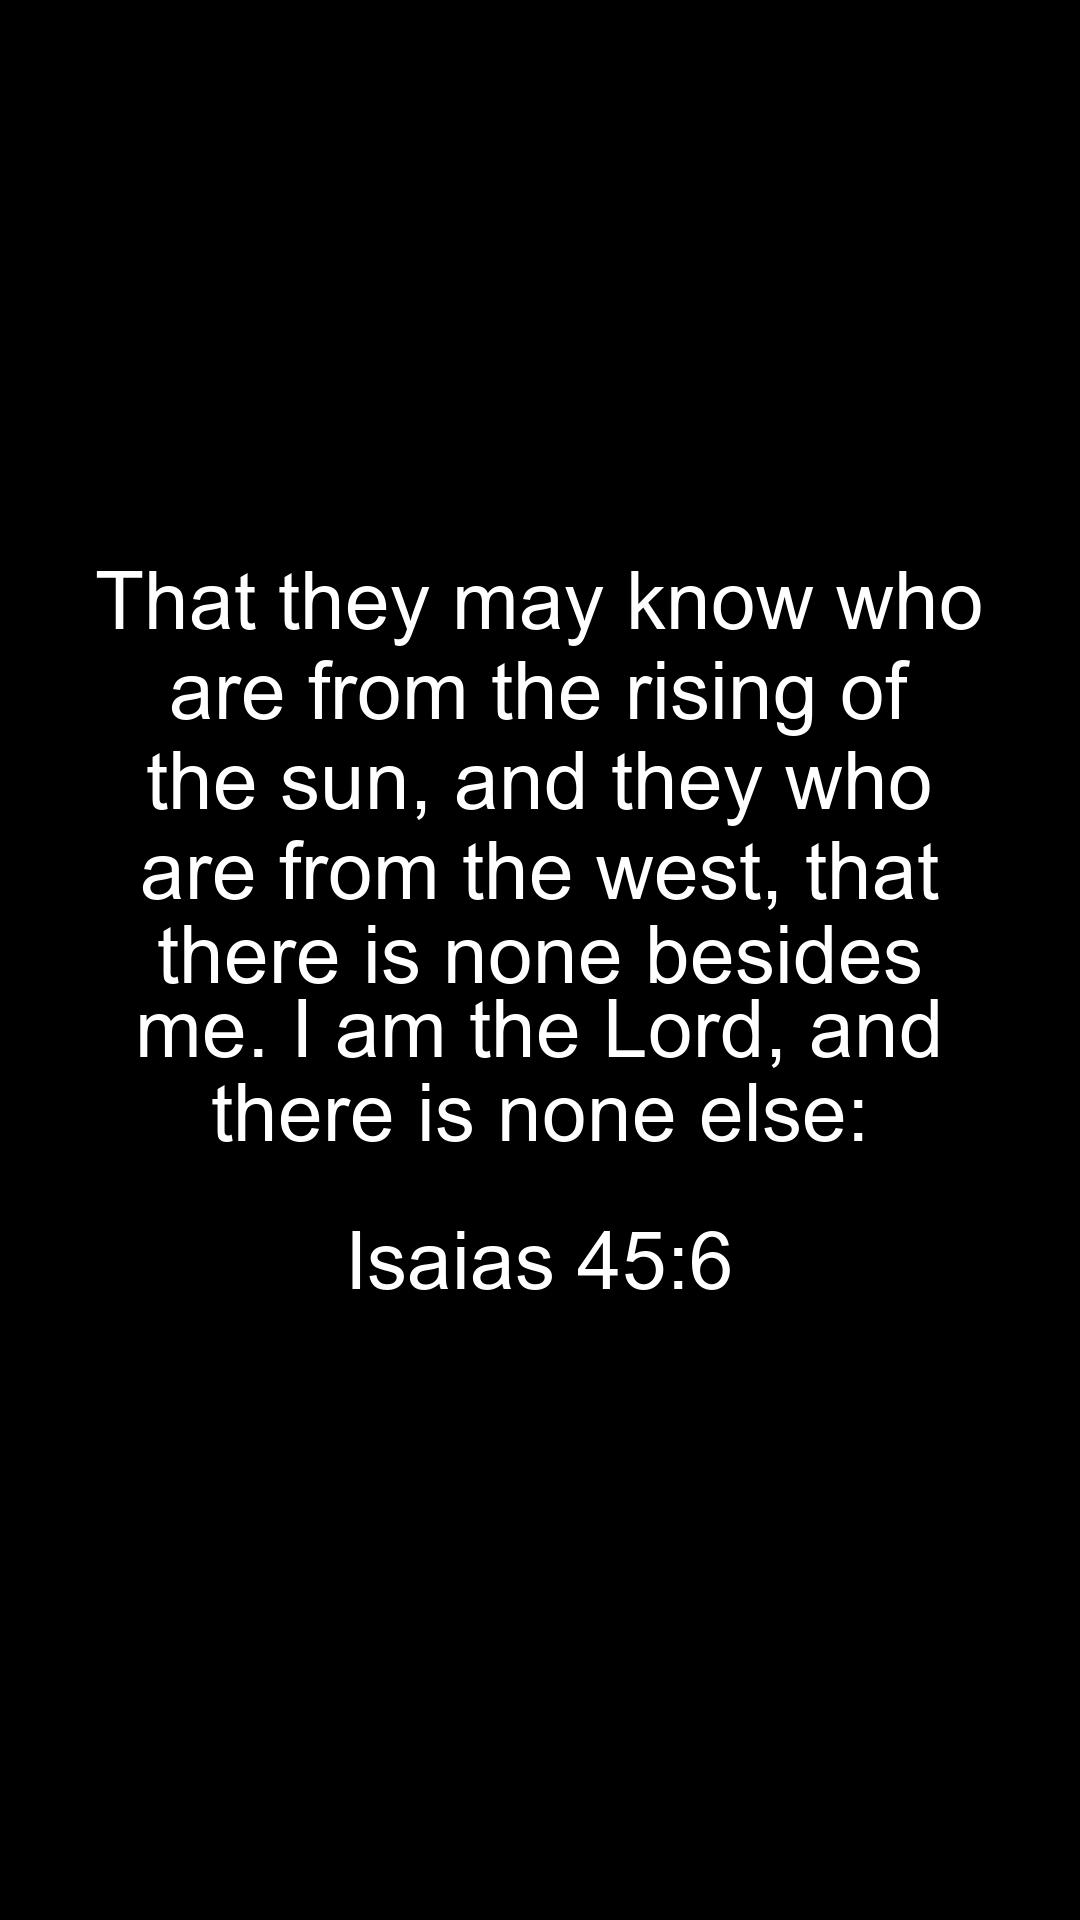 That they may know who
are from the rising of
the sun, and they who
are from the west, that
there is none besides
me. I am the Lord, and
there is none else:
Isaias 45:6